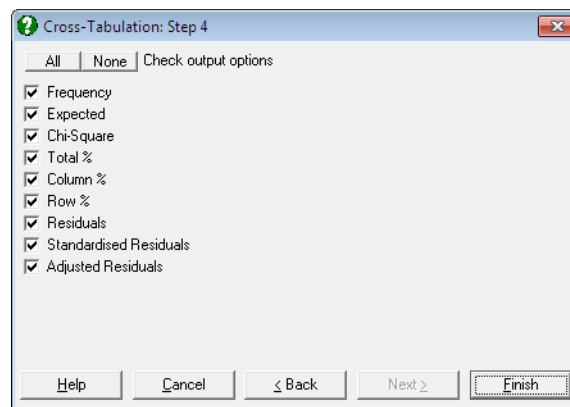 Cross-Tabulation: Step 4
All None Check output options
Frequency
Expected
Chi-Square
Total %
Column %
Row %
Residuals
Standardised Residuals
Adjusted Residuals
Help Cancel < Back Next > Finish